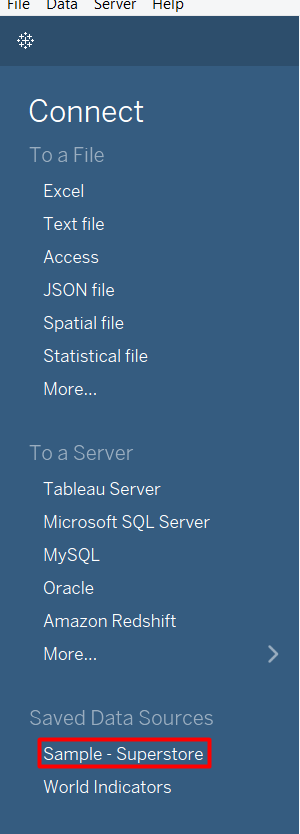 File Data Server Help
Connect
To a File
Excel
Text file
Access
JSON file
Spatial file
Statistical file
More...
To a Server
Tableau Server
Microsoft SQL Server
MySQL
Oracle
Amazon Redshift
More...
Saved Data Sources
Sample - Superstore
World Indicators